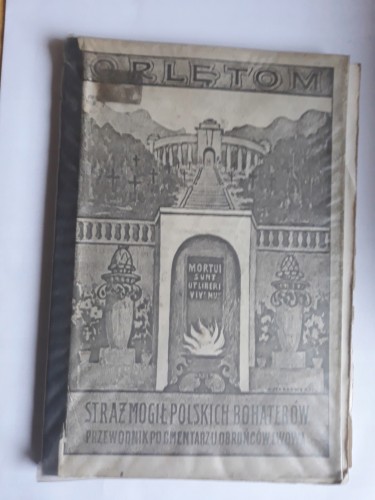 ORLĘTOM
MORTUI
SUNT
UT LIBERI
VIVAMUS
STRAŻ MOGIŁ POLSKICH BOHATERÓW
PRZEWODNIK PO CMENTARZU OBROŃCÓW LWOWA